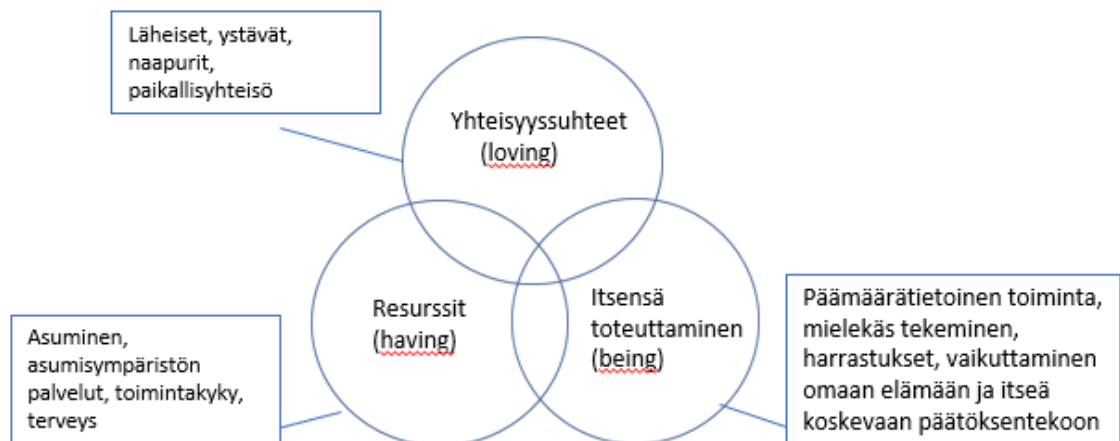 Läheiset, ystävät,
naapurit,
paikallisyhteisö
Yhteisyyssuhteet
(loving)
Resurssit
(having)
Itsensä
toteuttaminen
(being)
Asuminen,
asumisympäristön
palvelut, toimintakyky,
terveys
Päämäärätietoinen toiminta,
mielekäs tekeminen,
harrastukset, vaikuttaminen
omaan elämään ja itseä
koskevaan päätöksentekoon